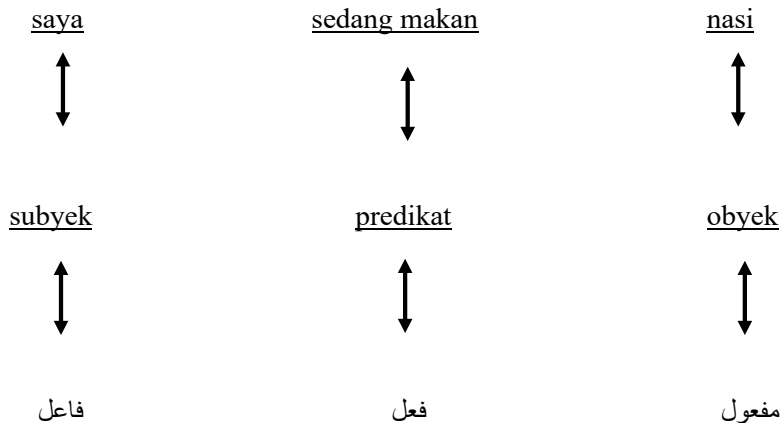 saya sedang makan nasi
subyek predikat obyek
فاعل فعل مفعول